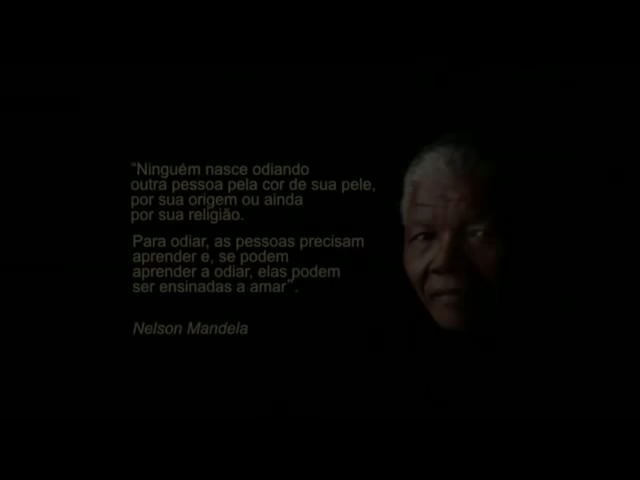 “Ninguém nasce odiando
outra pessoa pela cor de sua pele,
por sua origem ou ainda
por sua religião.
Para odiar, as pessoas precisam
aprender e, se podem
aprender a odiar, elas podem
ser ensinadas a amar”.
Nelson Mandela